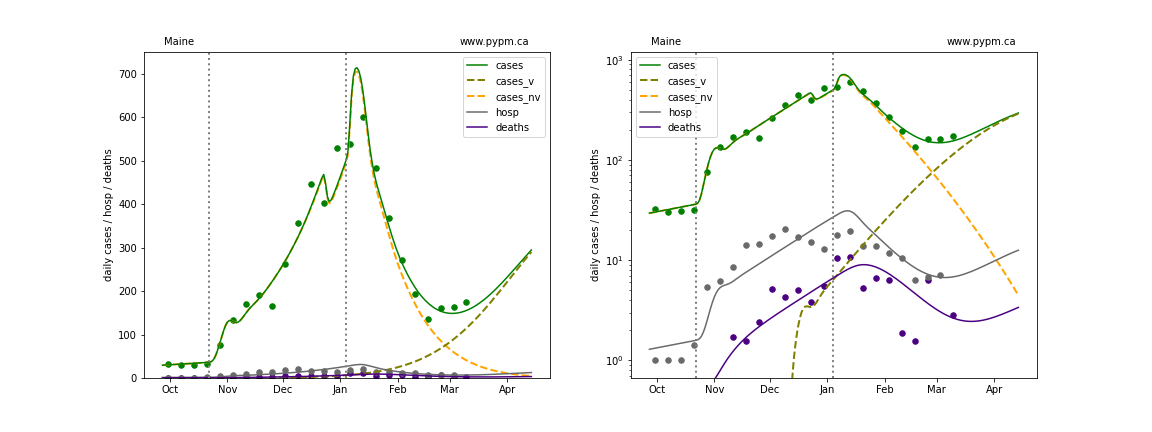 Maine www.pypm.ca
700
600
500
400
300
200
100
0
daily cases / hosp / deaths
cases
cases_v
cases_nv
hosp
deaths
Oct Nov Dec Jan Feb Mar Apr
Maine www.pypm.ca
10³
10²
10¹
10⁰
daily cases / hosp / deaths
cases
cases_v
cases_nv
hosp
deaths
Oct Nov Dec Jan Feb Mar Apr